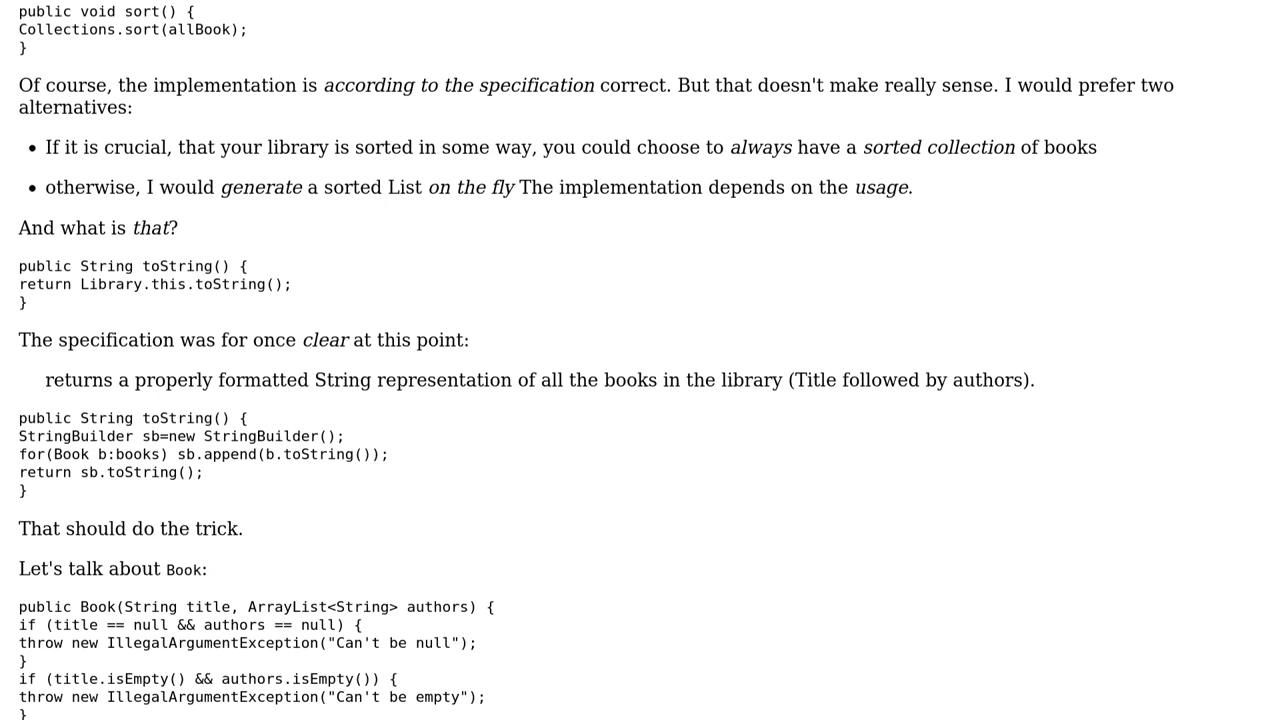 public void sort() {
Collections.sort(allBook);
}
Of course, the implementation is according to the specification correct. But that doesn't make really sense. I would prefer two
alternatives:
• If it is crucial, that your library is sorted in some way, you could choose to always have a sorted collection of books
• otherwise, I would generate a sorted List on the fly The implementation depends on the usage.
And what is that?
public String toString() {
return Library.this.toString();
}
The specification was for once clear at this point:
returns a properly formatted String representation of all the books in the library (Title followed by authors).
public String toString() {
StringBuilder sb=new StringBuilder();
for(Book b:books) sb.append(b.toString());
return sb.toString();
}
That should do the trick.
Let's talk about Book:
public Book(String title, ArrayList<String> authors) {
if (title == null && authors == null) {
throw new IllegalArgumentException("Can't be null");
}
if (title.isEmpty() && authors.isEmpty()) {
throw new IllegalArgumentException("Can't be empty");
}